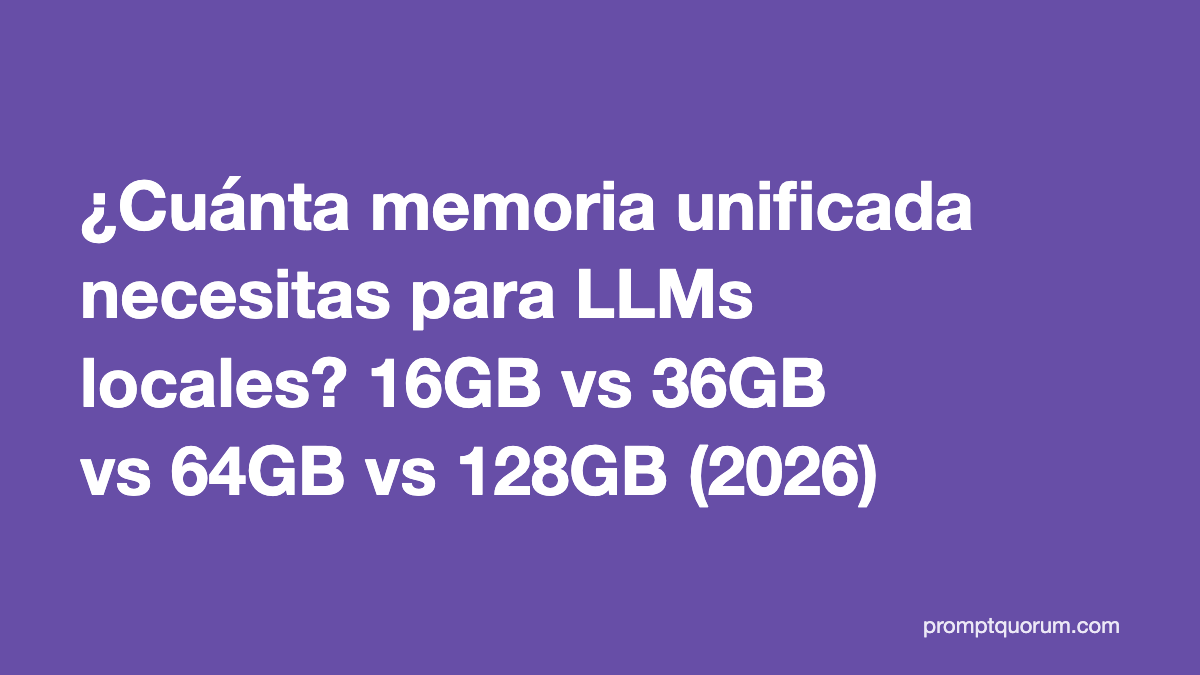 ¿Cuánta memoria unificada
necesitas para LLMs
locales? 16GB vs 36GB
vs 64GB vs 128GB (2026)
promptquorum.com